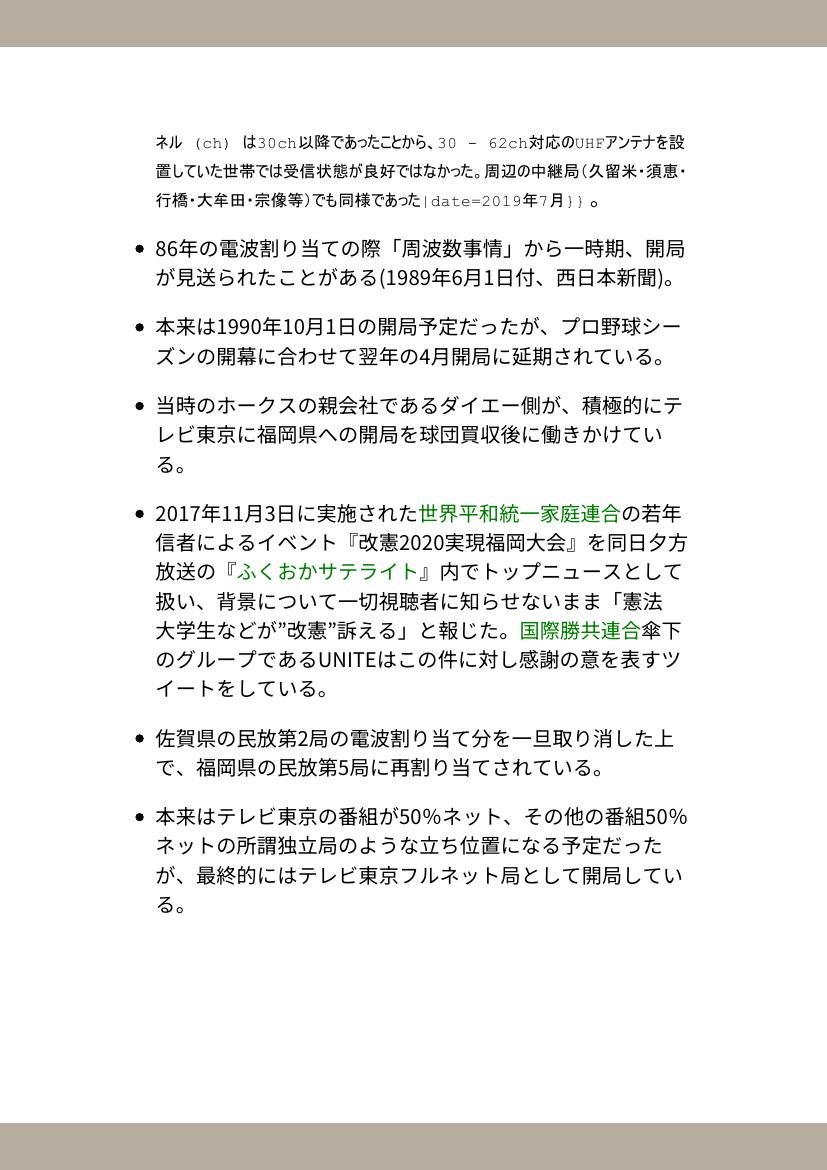 ネル (ch) は30ch以降であったことから、30 - 62ch対応のUHFアンテナを設
置していた世帯では受信状態が良好ではなかった。周辺の中継局（久留米・須恵・
行橋・大牟田・宗像等）でも同様であった|date=2019年7月}} 。
● 86年の電波割り当ての際「周波数事情」から一時期、開局
が見送られたことがある(1989年6月1日付、西日本新聞)。
● 本来は1990年10月1日の開局予定だったが、プロ野球シー
ズンの開幕に合わせて翌年の4月開局に延期されている。
● 当時のホークスの親会社であるダイエー側が、積極的にテ
レビ東京に福岡県への開局を球団買収後に働きかけてい
る。
● 2017年11月3日に実施された世界平和統一家庭連合の若年
信者によるイベント『改憲2020実現福岡大会』を同日夕方
放送の『ふくおかサテライト』内でトップニュースとして
扱い、背景について一切視聴者に知らせないまま「憲法
大学生などが”改憲”訴える」と報じた。国際勝共連合傘下
のグループであるUNITEはこの件に対し感謝の意を表すツ
イートをしている。
● 佐賀県の民放第2局の電波割り当て分を一旦取り消した上
で、福岡県の民放第5局に再割り当てされている。
● 本来はテレビ東京の番組が50％ネット、その他の番組50％
ネットの所謂独立局のような立ち位置になる予定だった
が、最終的にはテレビ東京フルネット局として開局してい
る。